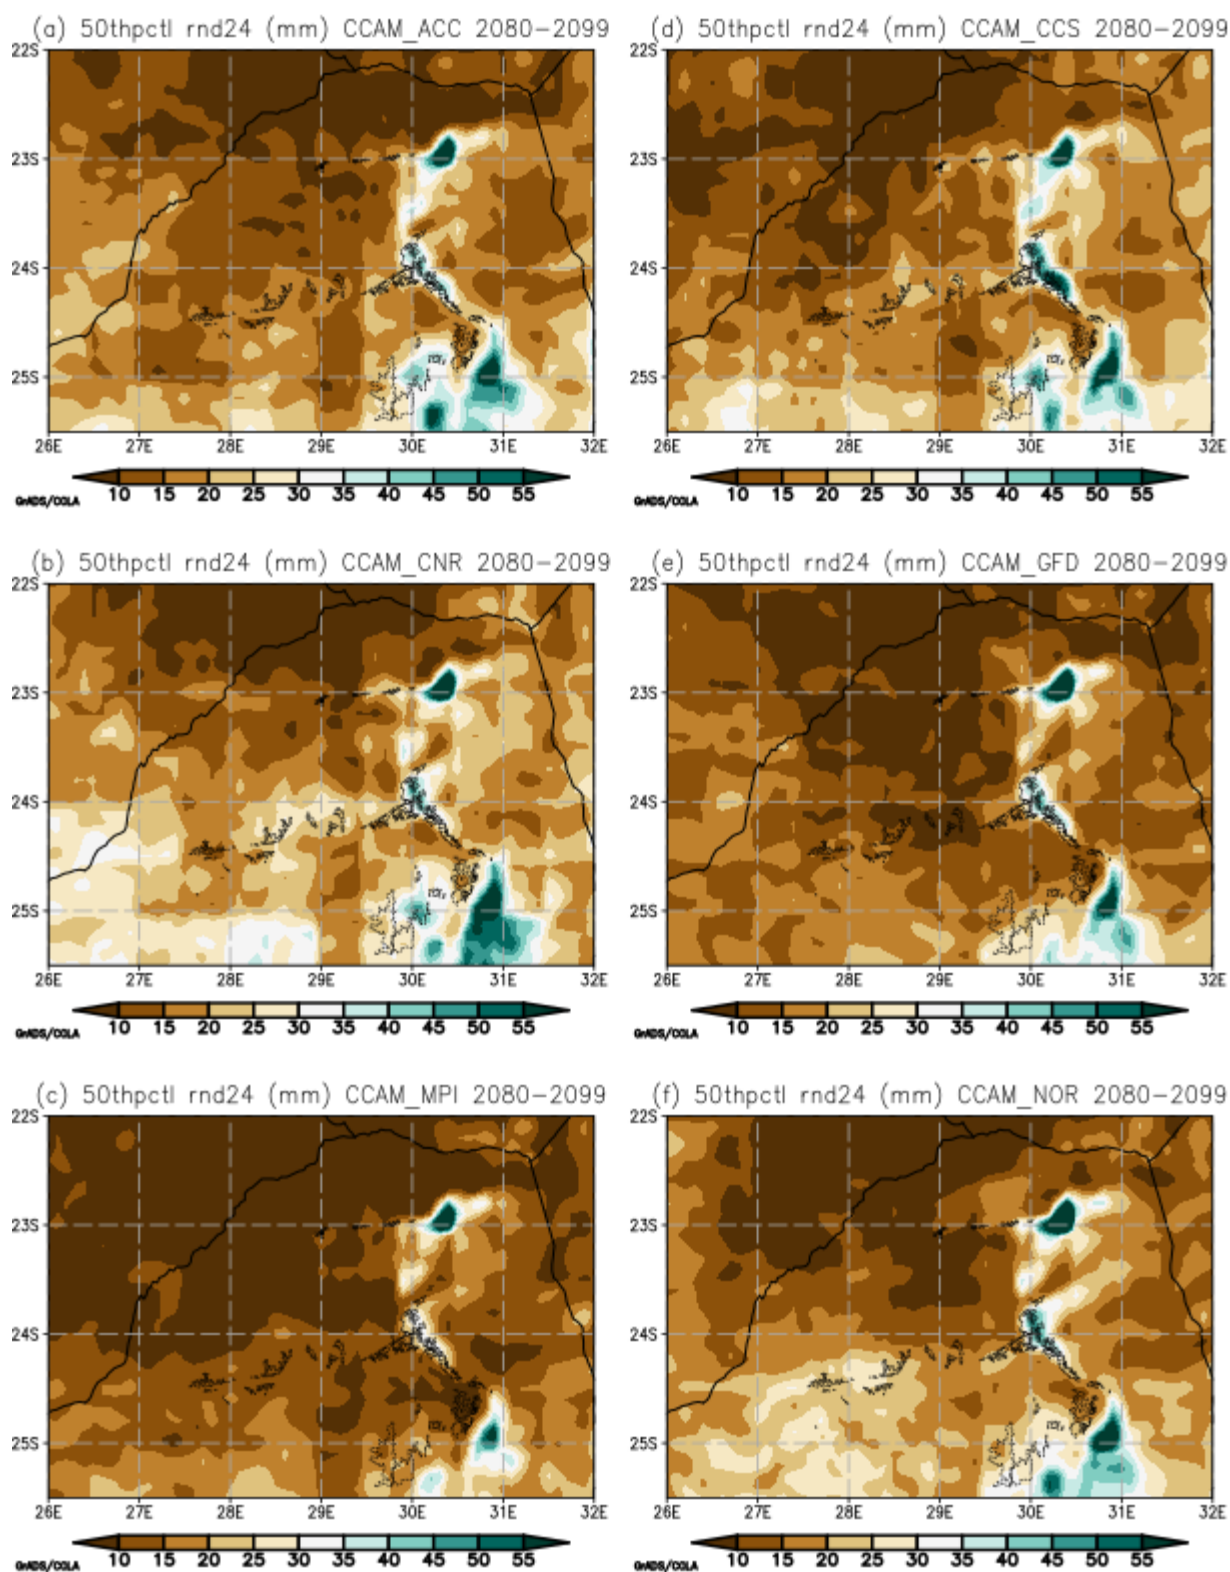 (a) 50thpctl rnd24 (mm) CCAM_ACC 2080-2099
22S
23S
24S
25S
26E 27E 28E 29E 30E 31E 32E
10 15 20 25 30 35 40 45 50 55
GrADS/COLA
(d) 50thpctl rnd24 (mm) CCAM_CCS 2080-2099
22S
23S
24S
25S
26E 27E 28E 29E 30E 31E 32E
10 15 20 25 30 35 40 45 50 55
GrADS/COLA
(b) 50thpctl rnd24 (mm) CCAM_CNR 2080-2099
22S
23S
24S
25S
26E 27E 28E 29E 30E 31E 32E
10 15 20 25 30 35 40 45 50 55
GrADS/COLA
(e) 50thpctl rnd24 (mm) CCAM_GFD 2080-2099
22S
23S
24S
25S
26E 27E 28E 29E 30E 31E 32E
10 15 20 25 30 35 40 45 50 55
GrADS/COLA
(c) 50thpctl rnd24 (mm) CCAM_MPI 2080-2099
22S
23S
24S
25S
26E 27E 28E 29E 30E 31E 32E
10 15 20 25 30 35 40 45 50 55
GrADS/COLA
(f) 50thpctl rnd24 (mm) CCAM_NOR 2080-2099
22S
23S
24S
25S
26E 27E 28E 29E 30E 31E 32E
10 15 20 25 30 35 40 45 50 55
GrADS/COLA